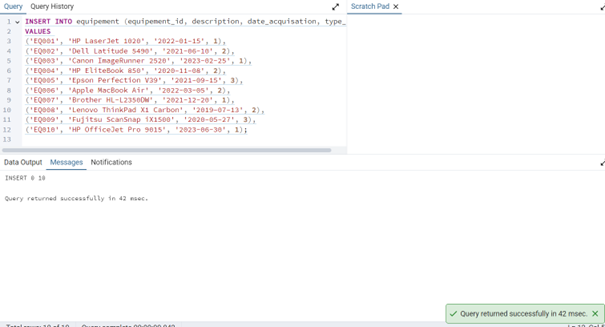 Query Query History
Scratch Pad
1 INSERT INTO equipement (equipement_id, description, date_acquisation, type_
2 VALUES
3 ('EQ001', 'HP LaserJet 1020', '2022-01-15', 1),
4 ('EQ002', 'Dell Latitude 5490', '2021-06-10', 2),
5 ('EQ003', 'Canon ImageRunner 2520', '2023-02-25', 1),
6 ('EQ004', 'HP EliteBook 850', '2020-11-08', 2),
7 ('EQ005', 'Epson Perfection V39', '2021-09-15', 3),
8 ('EQ006', 'Apple MacBook Air', '2022-03-05', 2),
9 ('EQ007', 'Brother HL-L2350DW', '2021-12-20', 1),
10 ('EQ008', 'Lenovo ThinkPad X1 Carbon', '2019-07-13', 2),
11 ('EQ009', 'Fujitsu ScanSnap iX1500', '2020-05-27', 3),
12 ('EQ010', 'HP OfficeJet Pro 9015', '2023-06-30', 1);
13
Data Output Messages Notifications
INSERT 0 10
Query returned successfully in 42 msec.
Query returned successfully in 42 msec.